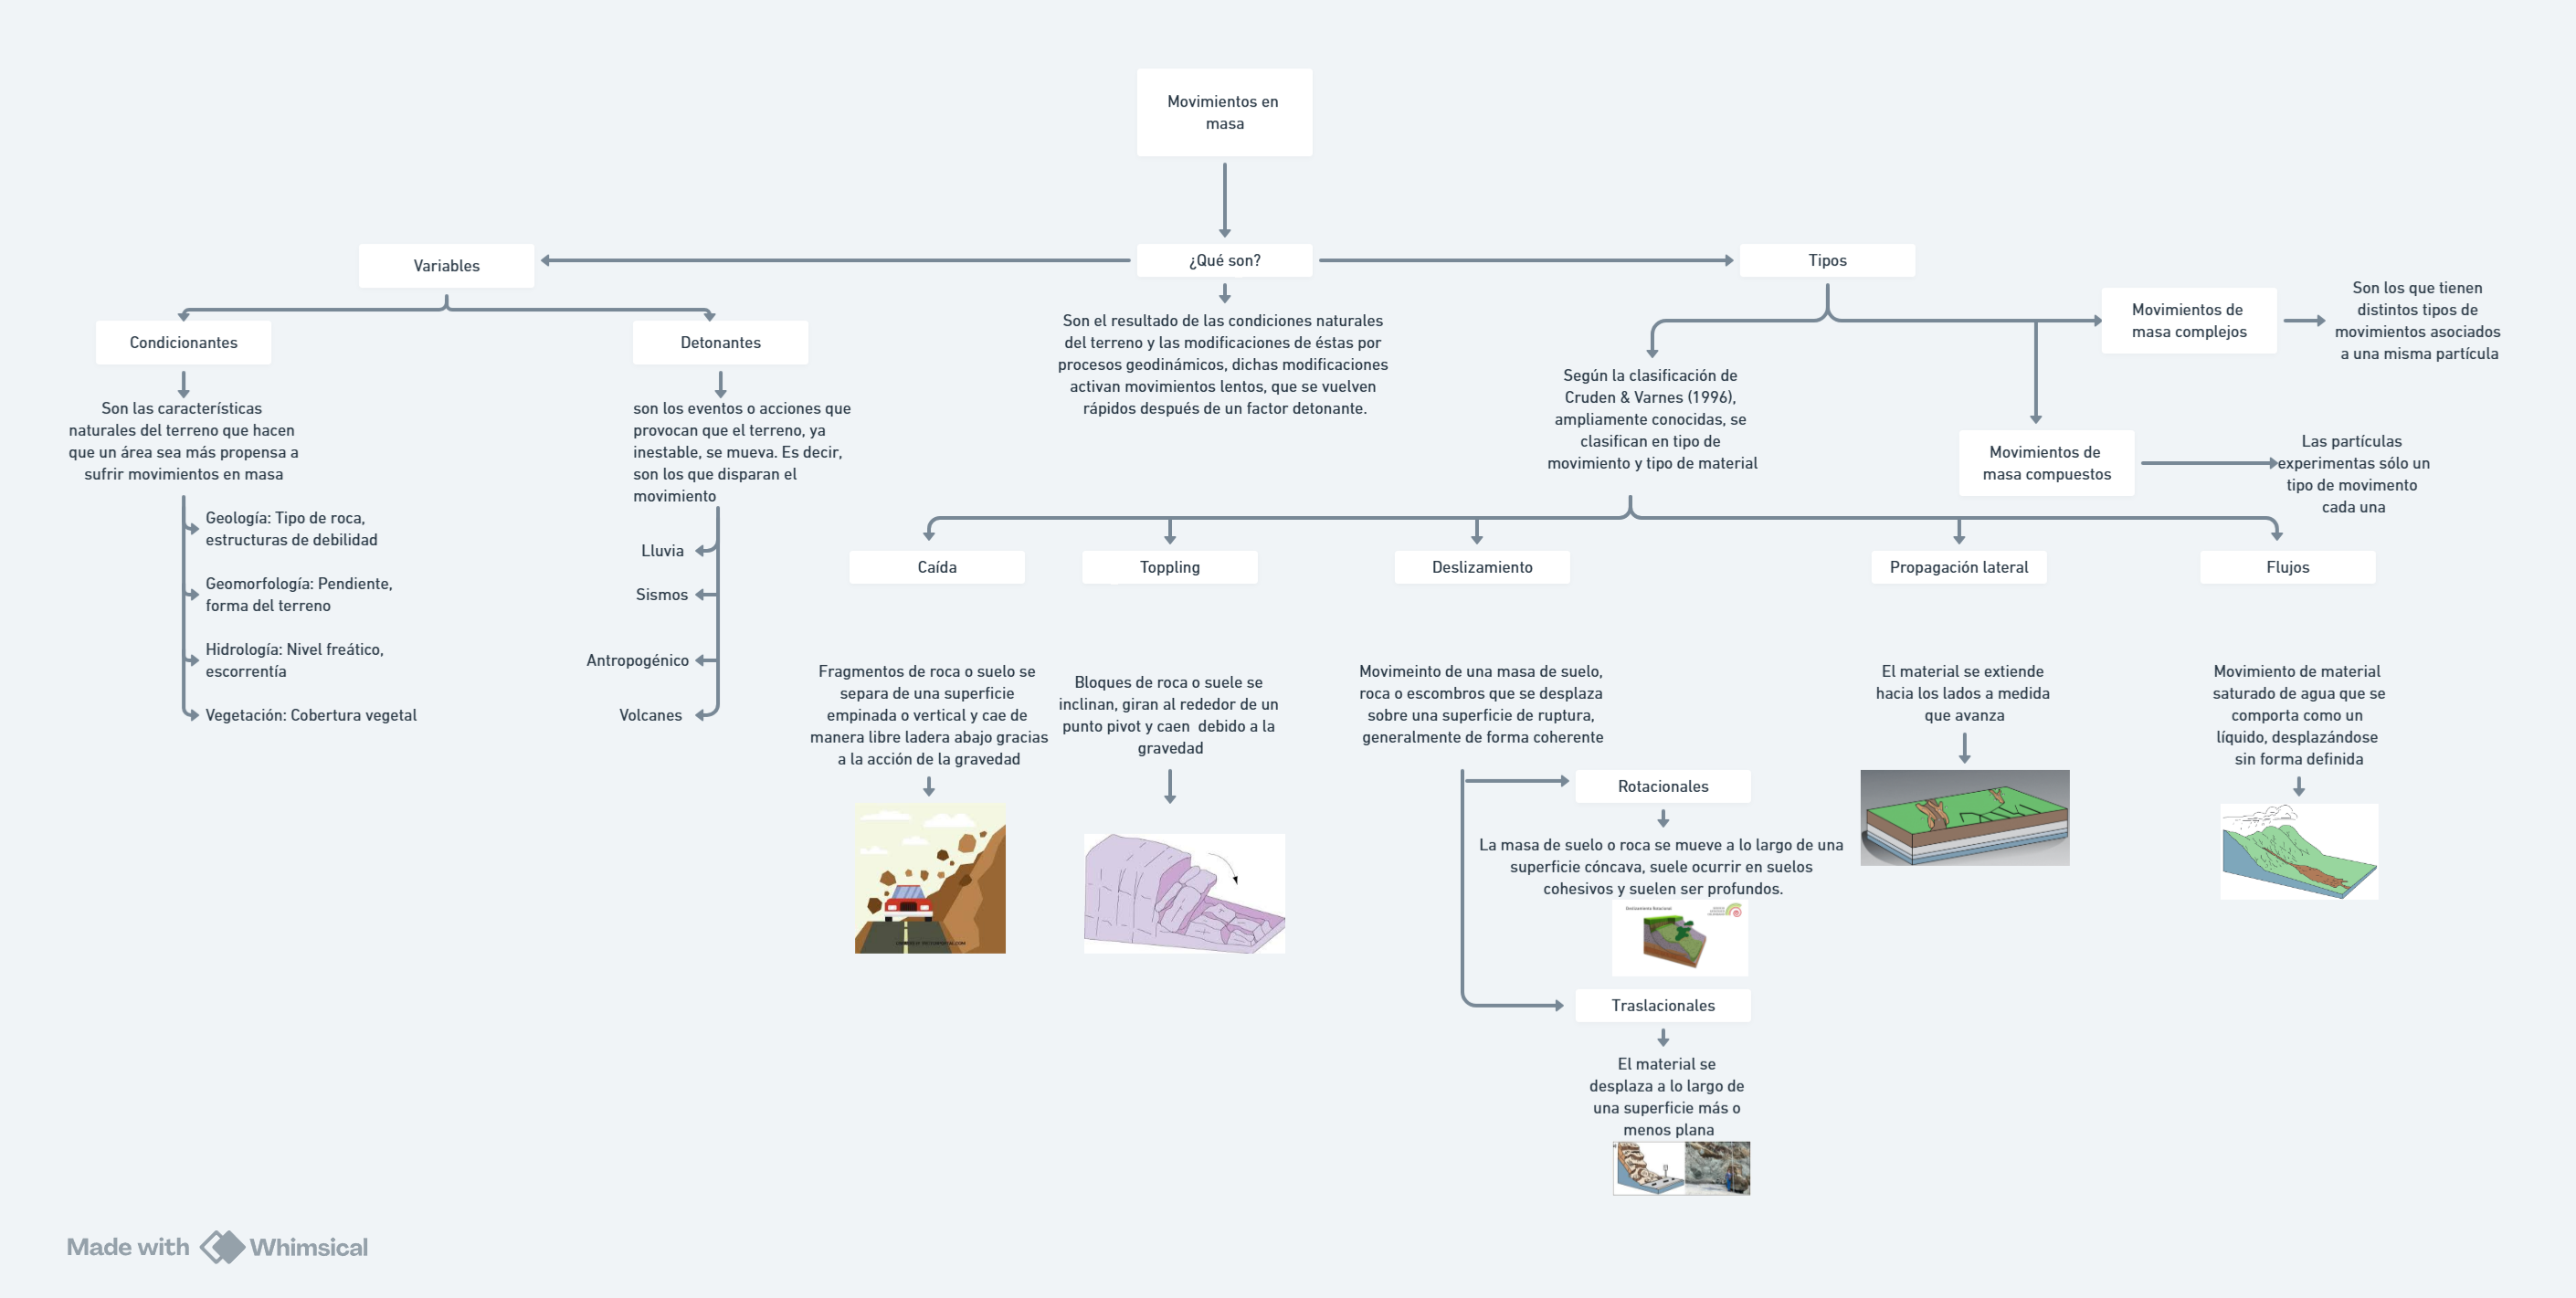 Movimientos en
masa
Variables
¿Qué son?
Tipos
Condicionantes
Son las características
naturales del terreno que hacen
que un área sea más propensa a
sufrir movimientos en masa
Geología: Tipo de roca,
estructuras de debilidad
Geomorfología: Pendiente,
forma del terreno
Hidrología: Nivel freático,
escorrentía
Vegetación: Cobertura vegetal
Detonantes
son los eventos o acciones que
provocan que el terreno, ya
inestable, se mueva. Es decir,
son los que disparan el
movimiento
Lluvia
Sismos
Antropogénico
Volcanes
Son el resultado de las condiciones naturales
del terreno y las modificaciones de éstas por
procesos geodinámicos, dichas modificaciones
activan movimientos lentos, que se vuelven
rápidos después de un factor detonante.
Según la clasificación de
Cruden & Varnes (1996),
ampliamente conocidas, se
clasifican en tipo de
movimiento y tipo de material
Movimientos de
masa complejos
Son los que tienen
distintos tipos de
movimientos asociados
a una misma partícula
Movimientos de
masa compuestos
Las partículas
experimentas sólo un
tipo de movimento
cada una
Caída
Fragmentos de roca o suelo se
separa de una superficie
empinada o vertical y cae de
manera libre ladera abajo gracias
a la acción de la gravedad
Toppling
Bloques de roca o suele se
inclinan, giran al rededor de un
punto pivot y caen debido a la
gravedad
Deslizamiento
Movimeinto de una masa de suelo,
roca o escombros que se desplaza
sobre una superficie de ruptura,
generalmente de forma coherente
Rotacionales
La masa de suelo o roca se mueve a lo largo de una
superficie cóncava, suele ocurrir en suelos
cohesivos y suelen ser profundos.
Deslizamiento Rotacional
Traslacionales
El material se
desplaza a lo largo de
una superficie más o
menos plana
Propagación lateral
El material se extiende
hacia los lados a medida
que avanza
Flujos
Movimiento de material
saturado de agua que se
comporta como un
líquido, desplazándose
sin forma definida
Made with Whimsical